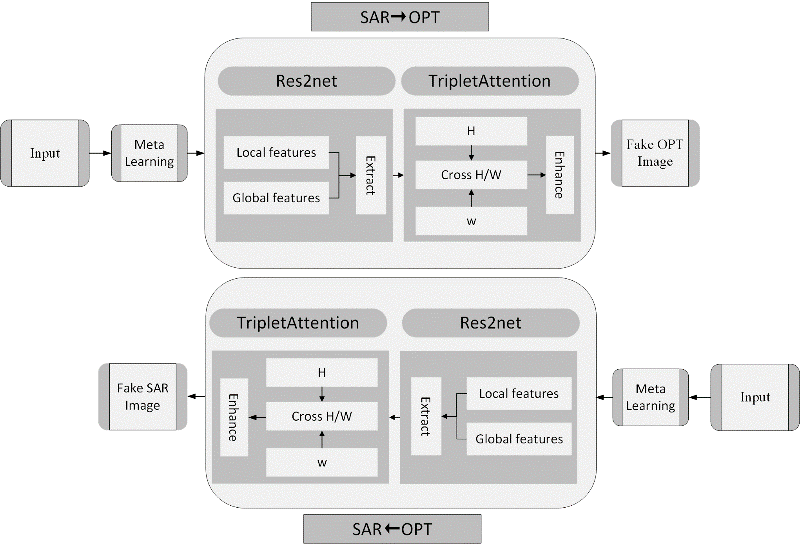 SAR→OPT
Res2net
TripletAttention
Input
Meta
Learning
Local features
Global features
Extract
H
Cross H/W
w
Enhance
Fake OPT
Image
TripletAttention
Res2net
Fake SAR
Image
Enhance
H
Cross H/W
w
Extract
Local features
Global features
Meta
Learning
Input
SAR←OPT